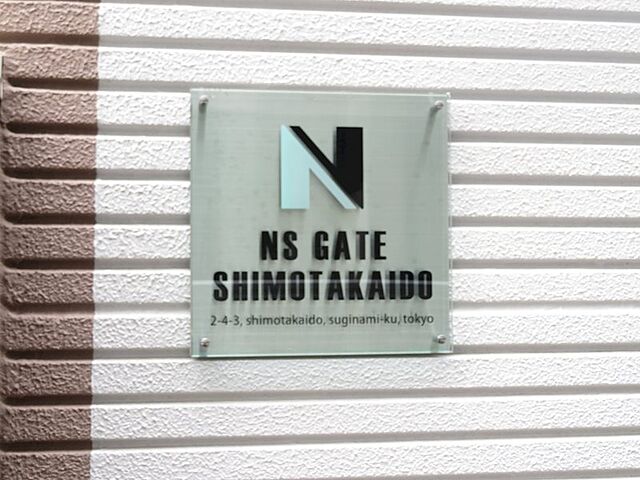 N
NS GATE
SHIMOTAKAIDO
2-4-3, shimotakaido, suginami-ku, tokyo